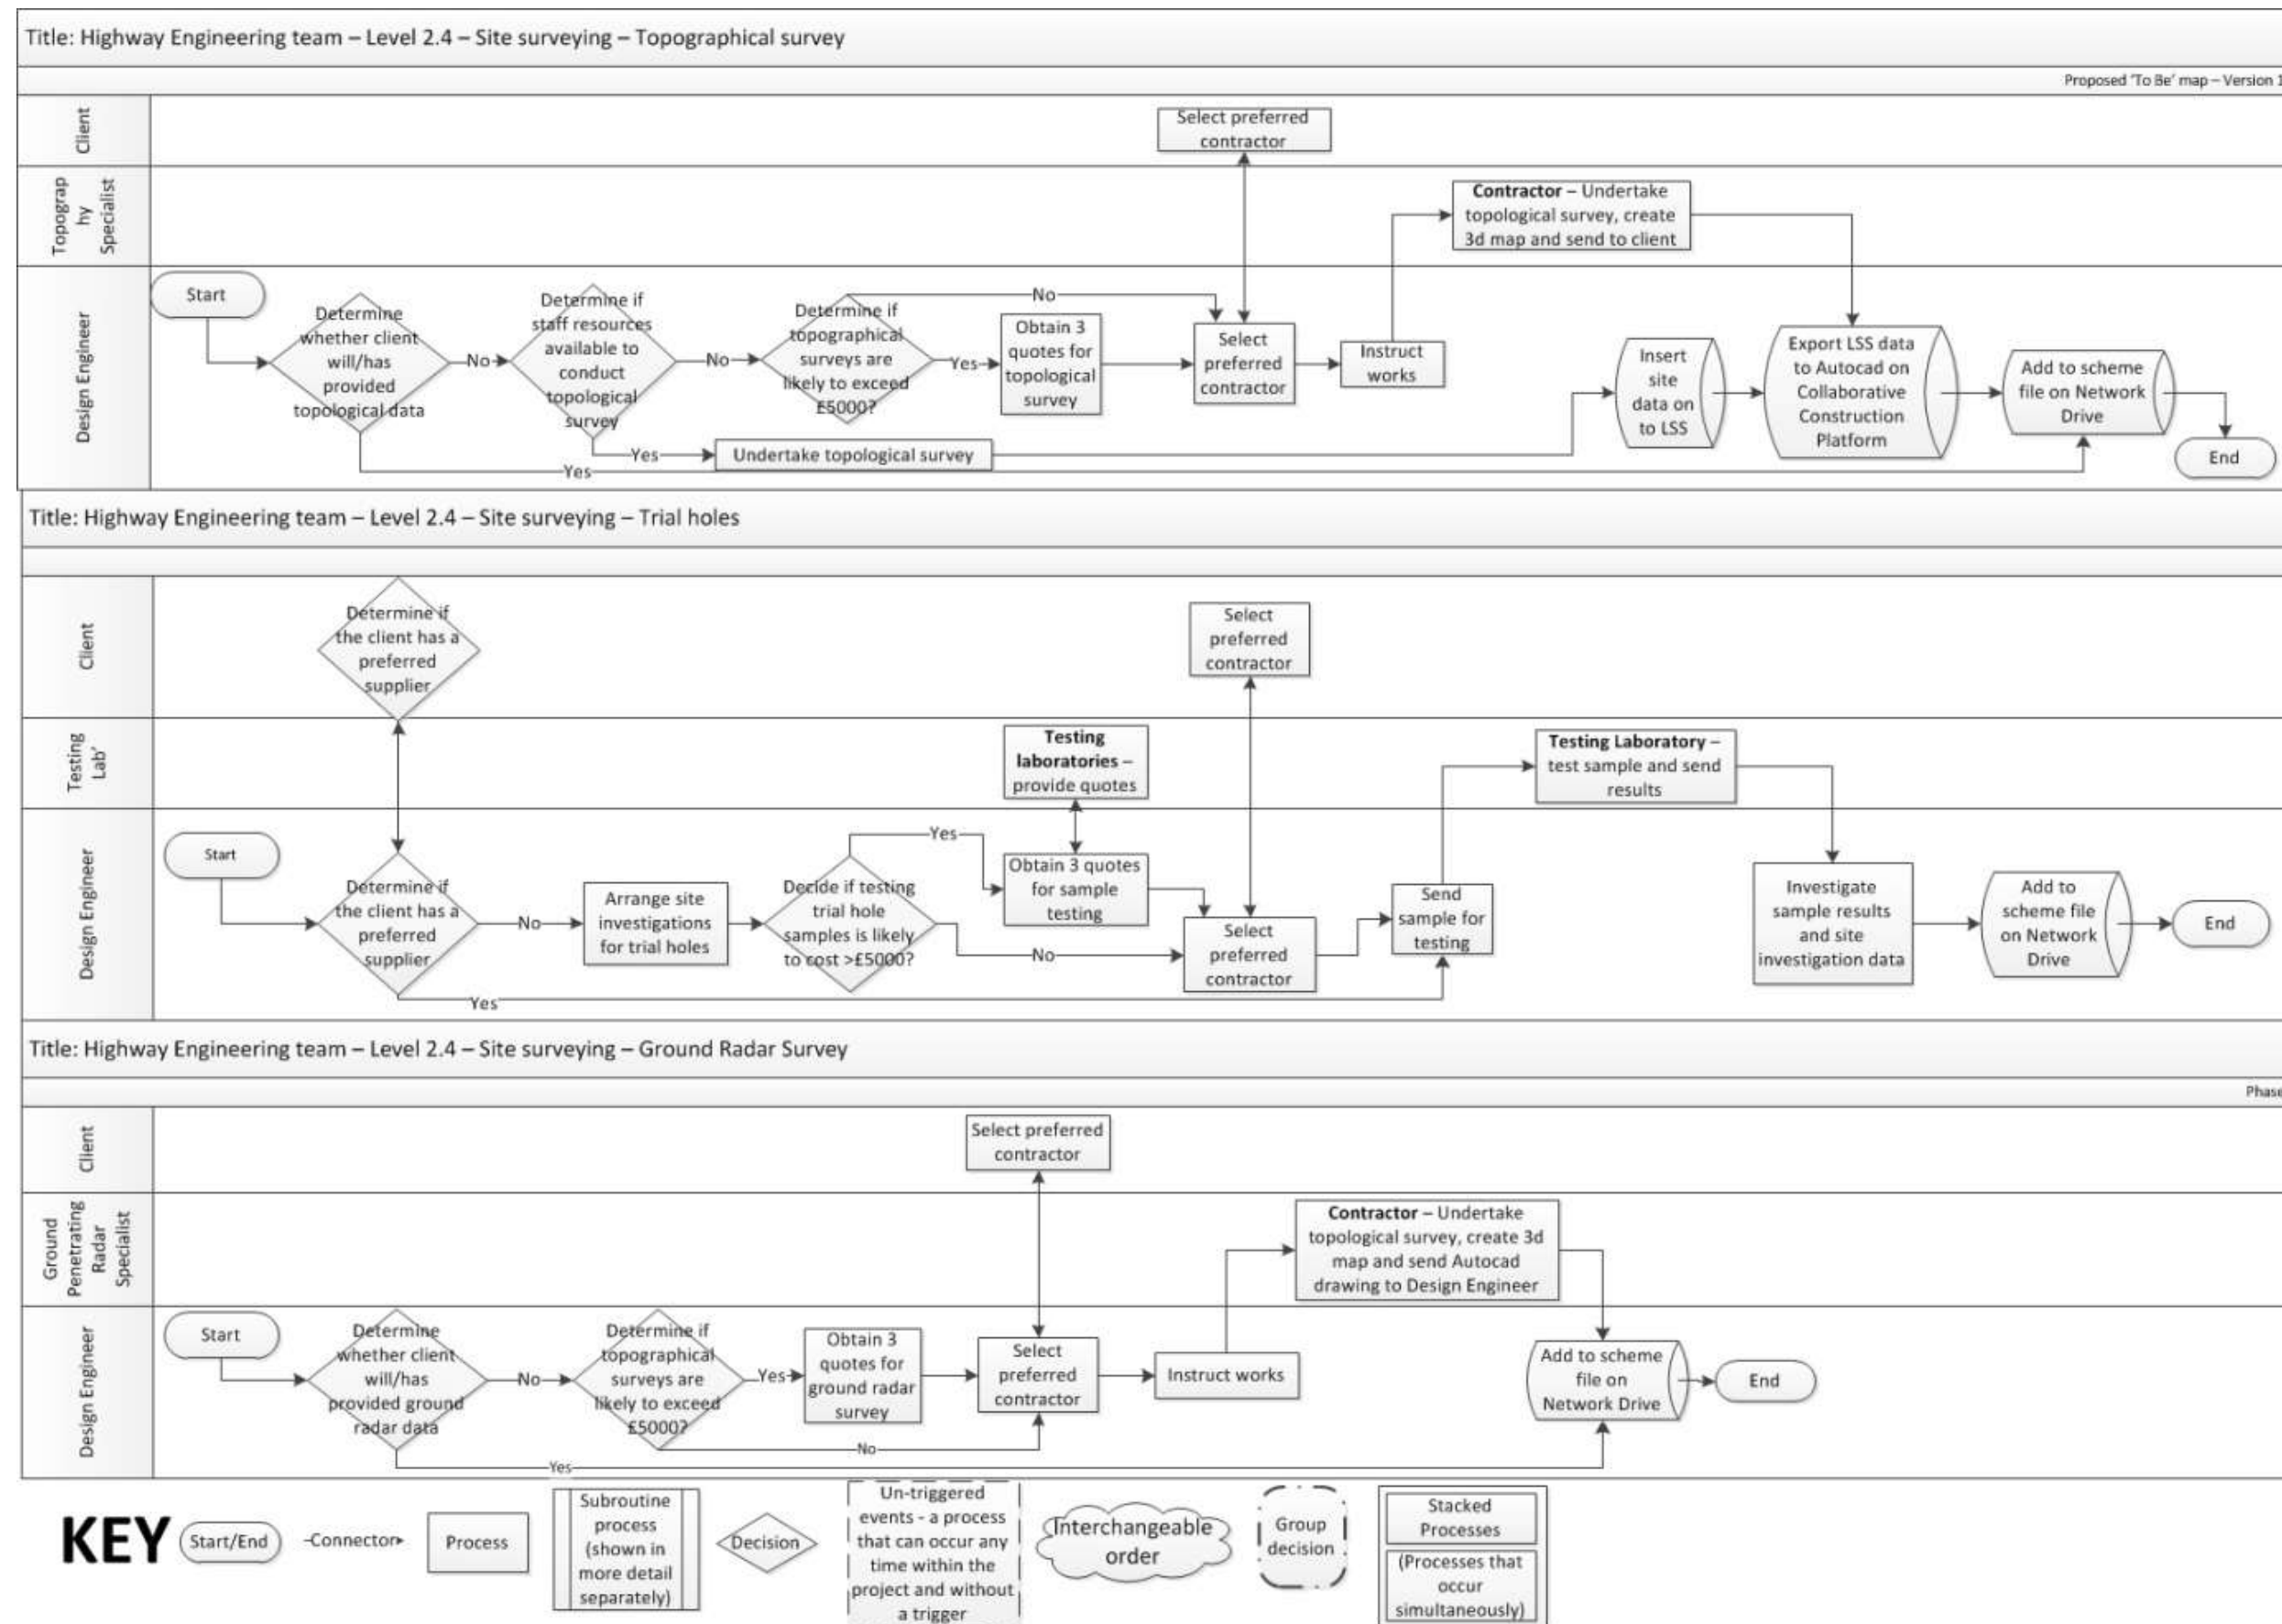 Title: Highway Engineering team – Level 2.4 – Site surveying – Topographical survey
Proposed 'To Be' map – Version 1
Client
Select preferred
contractor
Topograp
hy
Specialist
Contractor – Undertake
topological survey, create
3d map and send to client
Design Engineer
Start
Determine
whether client
will/has
provided
topological data
No
Determine if
staff resources
available to
conduct
topological
survey
No
Determine if
topographical
surveys are
likely to exceed
£5000?
No
Yes
Obtain 3
quotes for
topological
survey
Select
preferred
contractor
Instruct
works
Insert
site
data on
to LSS
Export LSS data
to Autocad on
Collaborative
Construction
Platform
Add to scheme
file on Network
Drive
End
Yes
Undertake topological survey
Yes
Title: Highway Engineering team – Level 2.4 – Site surveying – Trial holes
Client
Determine if
the client has a
preferred
supplier
Select
preferred
contractor
Testing
Lab'
Testing
laboratories –
provide quotes
Testing Laboratory –
test sample and send
results
Design Engineer
Start
Determine if
the client has a
preferred
supplier
No
Arrange site
investigations
for trial holes
Decide if testing
trial hole
samples is likely
to cost >£5000?
Yes
Obtain 3 quotes
for sample
testing
No
Select
preferred
contractor
Send
sample for
testing
Investigate
sample results
and site
investigation data
Add to
scheme file
on Network
Drive
End
Yes
Title: Highway Engineering team – Level 2.4 – Site surveying – Ground Radar Survey
Phase
Client
Select preferred
contractor
Ground
Penetrating
Radar
Specialist
Contractor – Undertake
topological survey, create 3d
map and send Autocad
drawing to Design Engineer
Design Engineer
Start
Determine
whether client
will/has
provided ground
radar data
No
Determine if
topographical
surveys are
likely to exceed
£5000?
Yes
Obtain 3
quotes for
ground radar
survey
Select
preferred
contractor
Instruct works
Add to scheme
file on
Network Drive
End
No
Yes
KEY
Start/End
Connector
Process
Subroutine
process
(shown in
more detail
separately)
Decision
Un-triggered
events - a process
that can occur any
time within the
project and without
a trigger
Interchangeable
order
Group
decision
Stacked
Processes
(Processes that
occur
simultaneously)